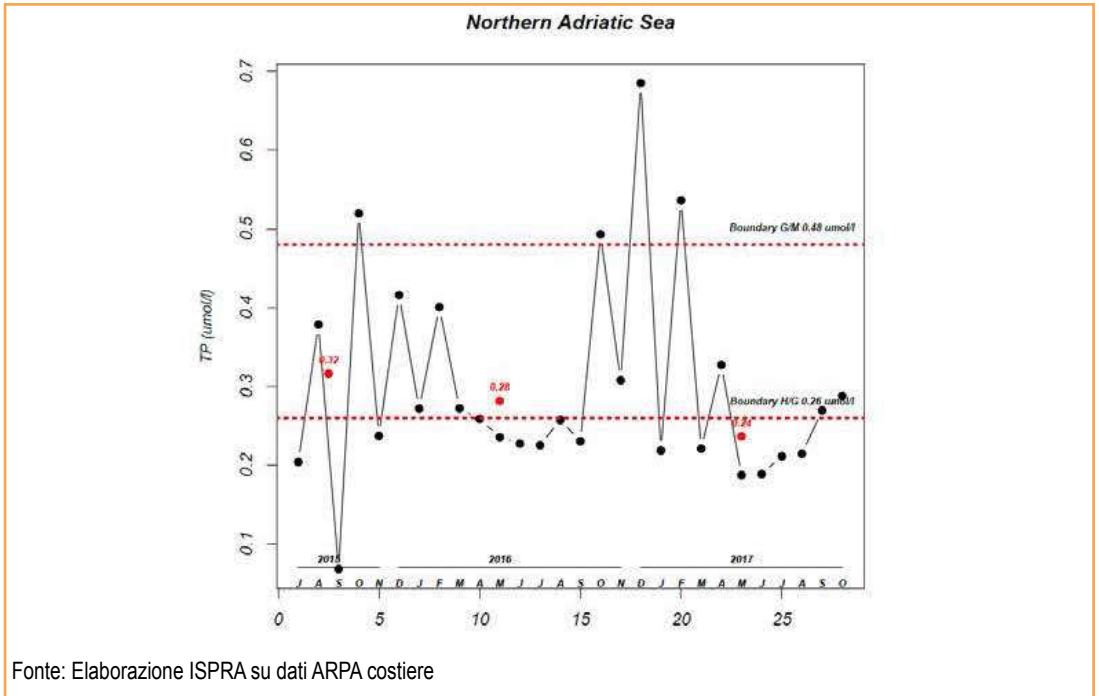 Northern Adriatic Sea
TP (umol/l)
0.7
0.6
0.5
0.4
0.3
0.2
0.1
Boundary G/M 0.48 umol/l
Boundary H/G 0.26 umol/l
0.32
0.28
0.24
2015 2016 2017
J A S O N D J F M A M J J A S O N D J F M A M J J A S O
0 5 10 15 20 25
Fonte: Elaborazione ISPRA su dati ARPA costiere